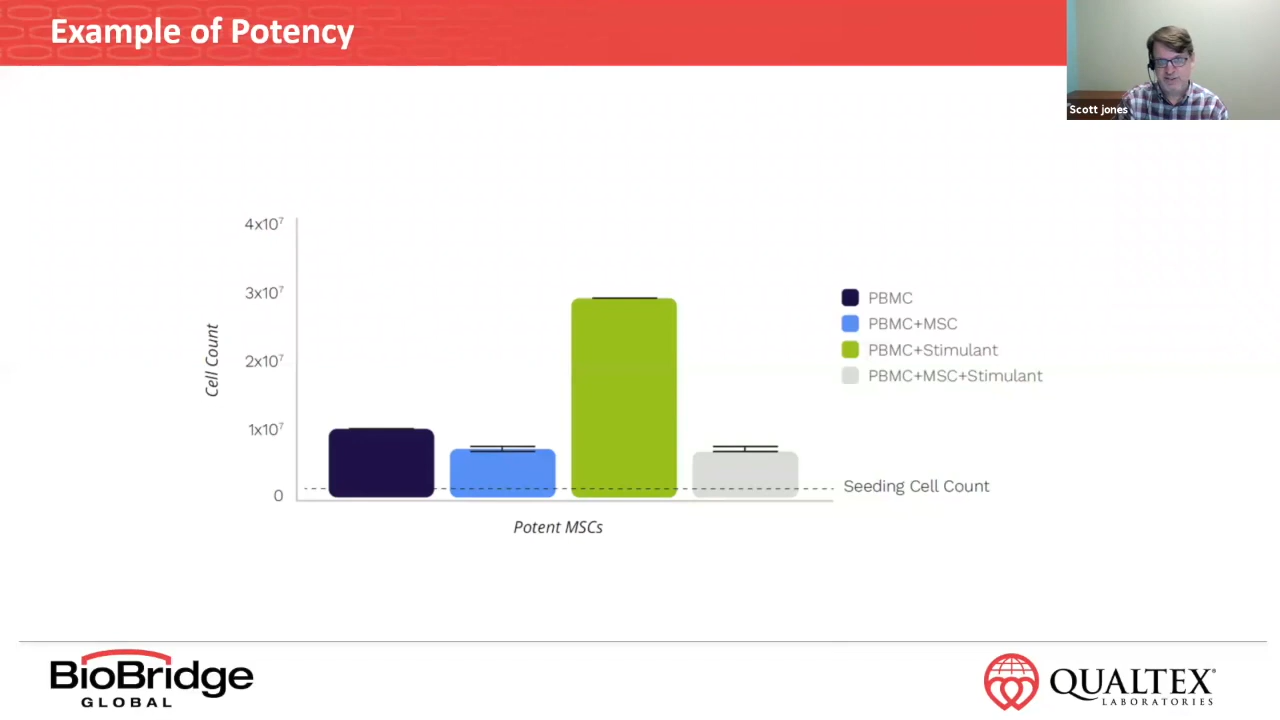 Example of Potency
Scott jones
4x10⁷
3x10⁷
2x10⁷
1x10⁷
0
Cell Count
PBMC
PBMC+MSC
PBMC+Stimulant
PBMC+MSC+Stimulant
Seeding Cell Count
Potent MSCs
BioBridge
GLOBAL
QUALTEX
LABORATORIES